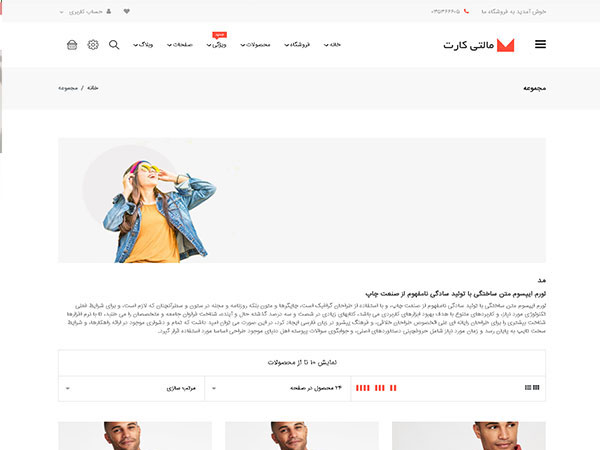 خوش آمدید به فروشگاه ما
حساب کاربری
مالتی کارت
خانه
فروشگاه
محصولات
ویژگی
جدید
صفحات
وبلاگ
مجموعه
خانه / مجموعه
مد
لورم ایپسوم متن ساختگی با تولید سادگی نامفهوم از صنعت چاپ
لورم ایپسوم متن ساختگی با تولید سادگی نامفهوم از صنعت چاپ، و با استفاده از طراحان گرافیک است، چاپگرها و متون بلکه روزنامه و مجله در ستون و سطرآنچنان که لازم است، و برای شرایط فعلی
تکنولوژی مورد نیاز، و کاربردهای متنوع با هدف بهبود ابزارهای کاربردی می باشد، کتابهای زیادی در شصت و سه درصد گذشته حال و آینده، شناخت فراوان جامعه و متخصصان را می طلبد، تا با نرم افزارها
شناخت بیشتری را برای طراحان رایانه ای علی الخصوص طراحان خلاقی، و فرهنگ پیشرو در زبان فارسی ایجاد کرد، در این صورت می توان امید داشت که تمام و دشواری موجود در ارائه راهکارها، و شرایط
سخت تایپ به پایان رسد و زمان مورد نیاز شامل حروفچینی دستاوردهای اصلی، و جوابگوی سوالات پیوسته اهل دنیای موجود طراحی اساسا مورد استفاده قرار گیرد.
نمایش 10 تا از محصولات
24 محصول در صفحه
مرتب سازی